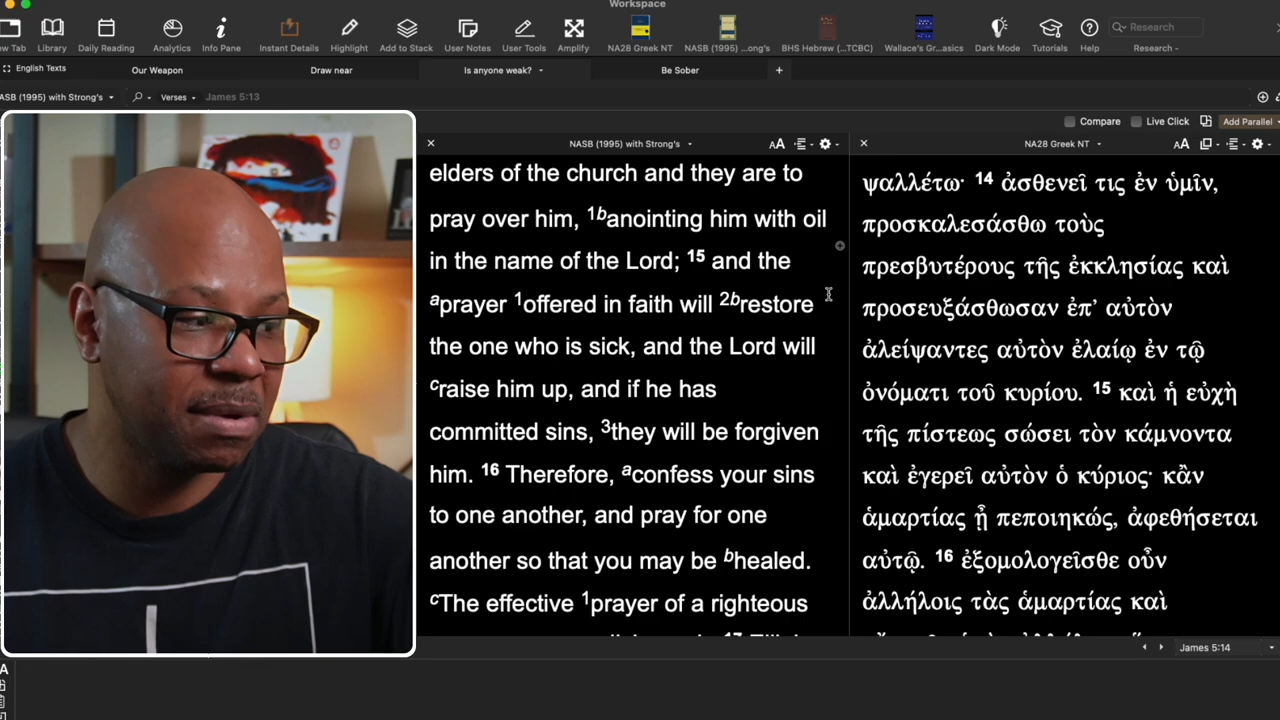 Workspace
Library
Daily Reading
Analytics
Info Pane
Instant Details
Highlight
Add to Stack
User Notes
User Tools
Amplify
NA28 Greek NT
NASB (1995) ...ong's
BHS Hebrew (...TCBC)
Wallace's Gr...asics
Dark Mode
Tutorials
Help
Research
Research
English Texts
Our Weapon
Draw near
Is anyone weak?
Be Sober
+
(1995) with Strong's
Verses
James 5:13
Compare
Live Click
Add Parallel
NASB (1995) with Strong's
AA
elders of the church and they are to
pray over him, 1banointing him with oil
in the name of the Lord; 15 and the
aprayer 1offered in faith will 2brestore
the one who is sick, and the Lord will
craise him up, and if he has
committed sins, 3they will be forgiven
him. 16 Therefore, aconfess your sins
to one another, and pray for one
another so that you may be bhealed.
cThe effective 1prayer of a righteous
NA28 Greek NT
AA
ψαλλέτω· 14 ἀσθενεῖ τις ἐν ὑμῖν,
προσκαλεσάσθω τοὺς
πρεσβυτέρους τῆς ἐκκλησίας καὶ
προσευξάσθωσαν ἐπ’ αὐτὸν
ἀλείψαντες αὐτὸν ἐλαίῳ ἐν τῷ
ὀνόματι τοῦ κυρίου. 15 καὶ ἡ εὐχὴ
τῆς πίστεως σώσει τὸν κάμνοντα
καὶ ἐγερεῖ αὐτὸν ὁ κύριος· κἂν
ἁμαρτίας ᾖ πεποιηκώς, ἀφεθήσεται
αὐτῷ. 16 ἐξομολογεῖσθε οὖν
ἀλλήλοις τὰς ἁμαρτίας καὶ
James 5:14